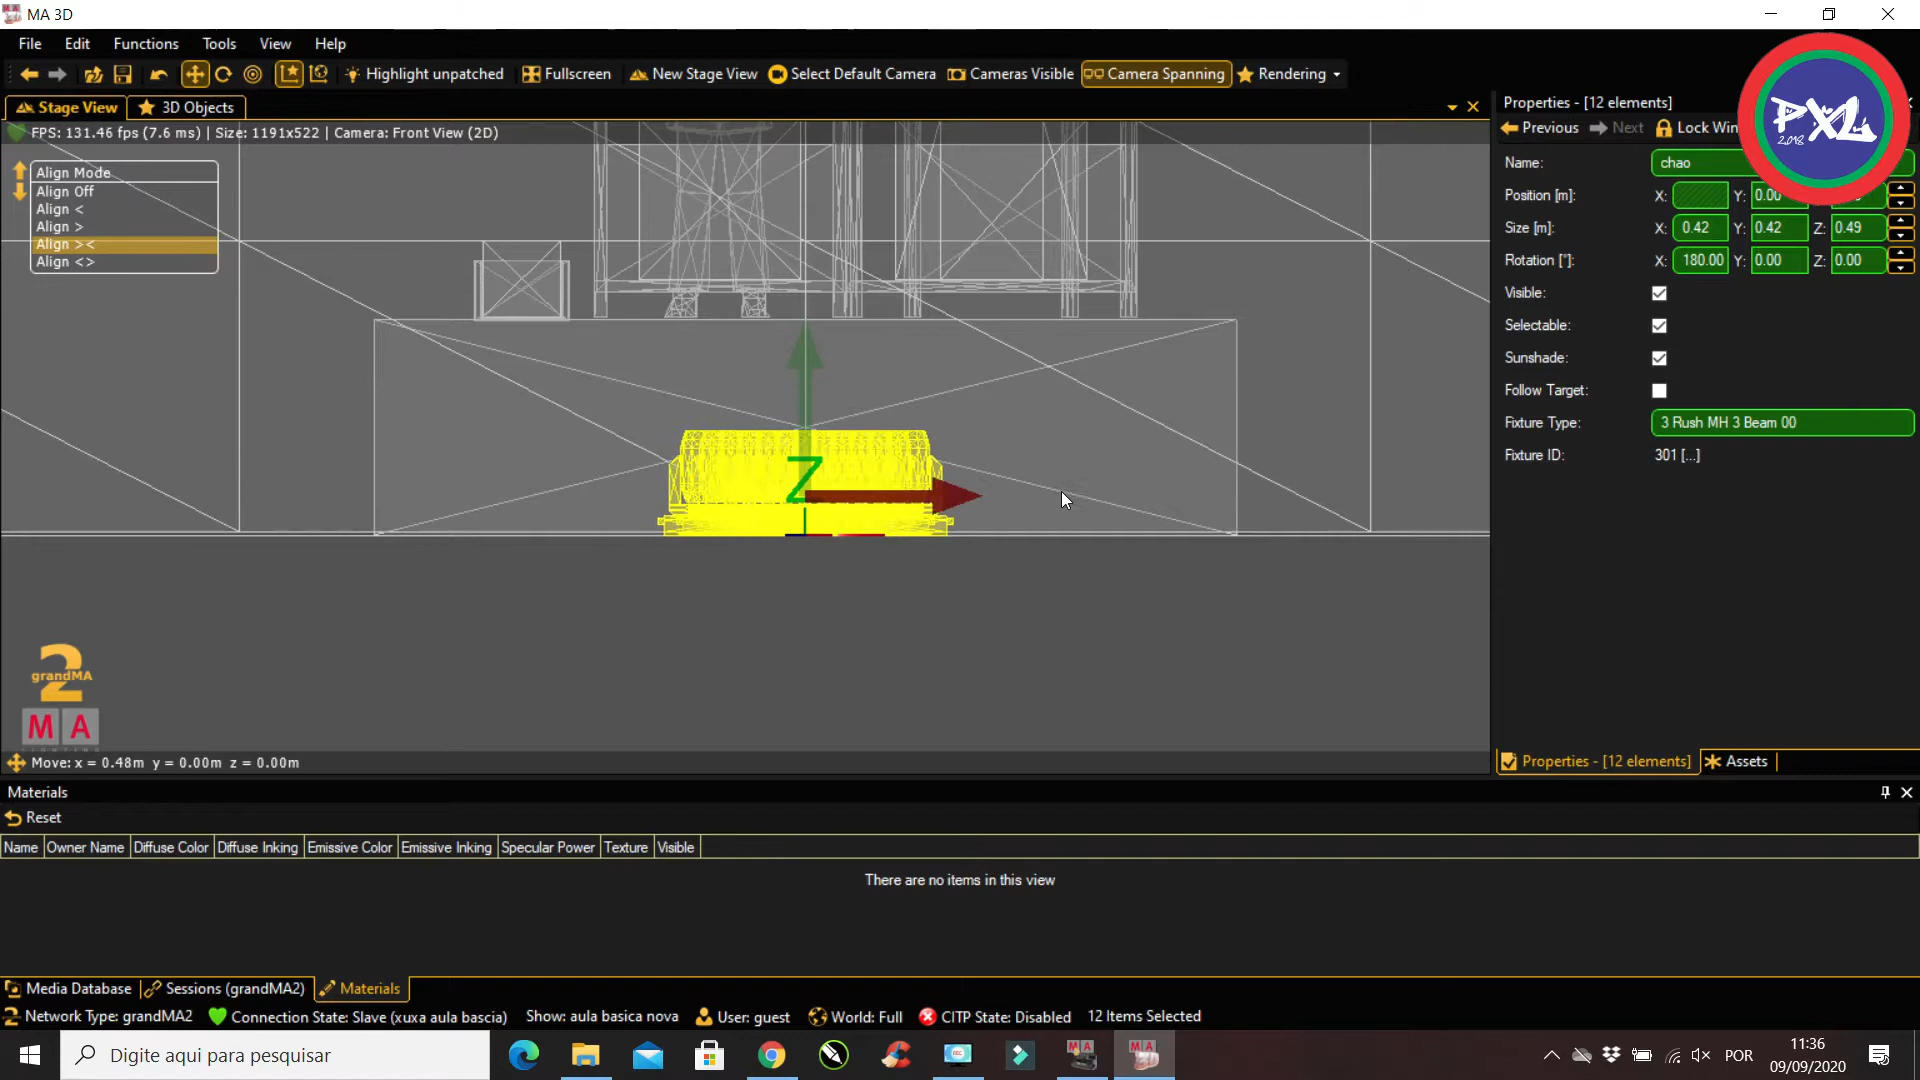 MA 3D
File Edit Functions Tools View Help
Highlight unpatched Fullscreen New Stage View Select Default Camera Cameras Visible Camera Spanning Rendering
Stage View 3D Objects
FPS: 131.46 fps (7.6 ms) | Size: 1191x522 | Camera: Front View (2D)
Align Mode
Align Off
Align <
Align >
Align ><
Align <>
Z
2
grandMA
MA
Move: x = 0.48m y = 0.00m z = 0.00m
Properties - [12 elements]
Previous Next Lock Win
PXL
2018
Name: chao
Position [m]: X: Y: 0.00
Size [m]: X: 0.42 Y: 0.42 Z: 0.49
Rotation [°]: X: 180.00 Y: 0.00 Z: 0.00
Visible:
Selectable:
Sunshade:
Follow Target:
Fixture Type: 3 Rush MH 3 Beam 00
Fixture ID: 301 [...]
Properties - [12 elements] Assets
Materials
Reset
Name Owner Name Diffuse Color Diffuse Inking Emissive Color Emissive Inking Specular Power Texture Visible
There are no items in this view
Media Database Sessions (grandMA2) Materials
Network Type: grandMA2 Connection State: Slave (xuxa aula bascia) Show: aula basica nova User: guest World: Full CITP State: Disabled 12 Items Selected
Digite aqui para pesquisar
POR
11:36
09/09/2020